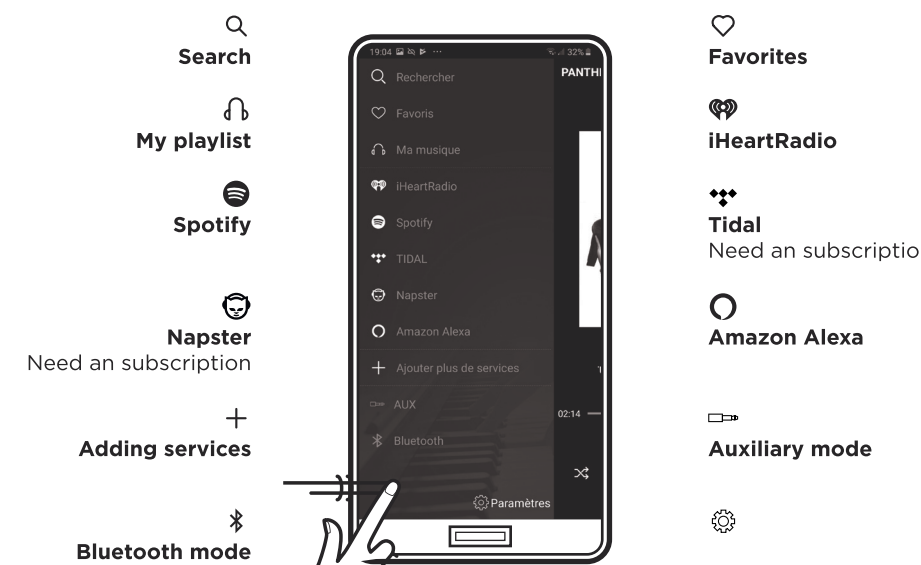 Search
My playlist
Spotify
Napster
Need an subscription
Adding services
Bluetooth mode
19:04
32%
Rechercher
Favoris
Ma musique
iHeartRadio
Spotify
TIDAL
Napster
Amazon Alexa
Ajouter plus de services
AUX
Bluetooth
Paramètres
PANTH
02:14
Favorites
iHeartRadio
Tidal
Need an subscriptio
Amazon Alexa
Auxiliary mode